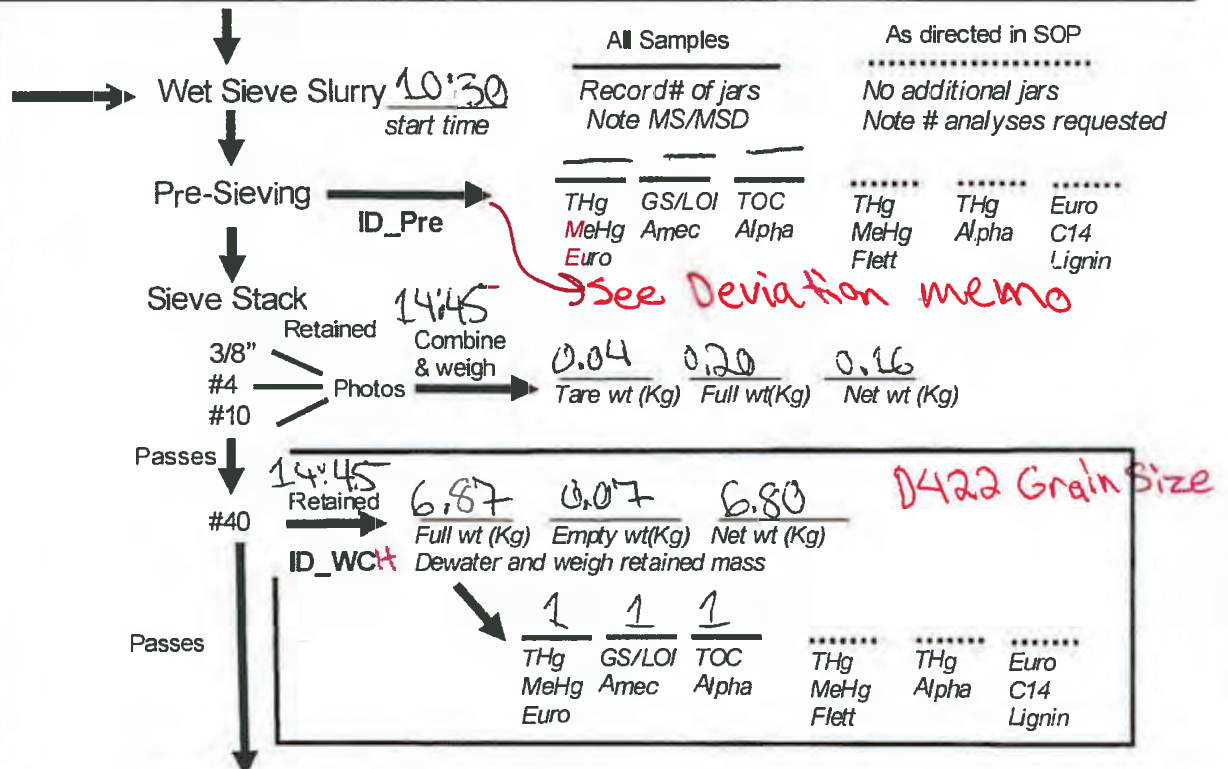 All Samples
As directed in SOP
Wet Sieve Slurry 10:30
start time
Record# of jars
Note MS/MSD
No additional jars
Note # analyses requested
Pre-Sieving
ID_Pre
THg GS/LOI TOC
MeHg Amec Alpha
Euro
THg THg Euro
MeHg Alpha C14
Flett Lignin
See Deviation memo
Sieve Stack
Retained
14:45
Combine
& weigh
3/8"
#4
#10
Photos
0.04 0.20 0.16
Tare wt (Kg) Full wt(Kg) Net wt (Kg)
Passes
14:45
Retained
#40
6.87 0.07 6.80
Full wt (Kg) Empty wt(Kg) Net wt (Kg)
D422 Grain Size
ID_WCH Dewater and weigh retained mass
Passes
1 1 1
THg GS/LOI TOC
MeHg Amec Alpha
Euro
THg THg Euro
MeHg Alpha C14
Flett Lignin